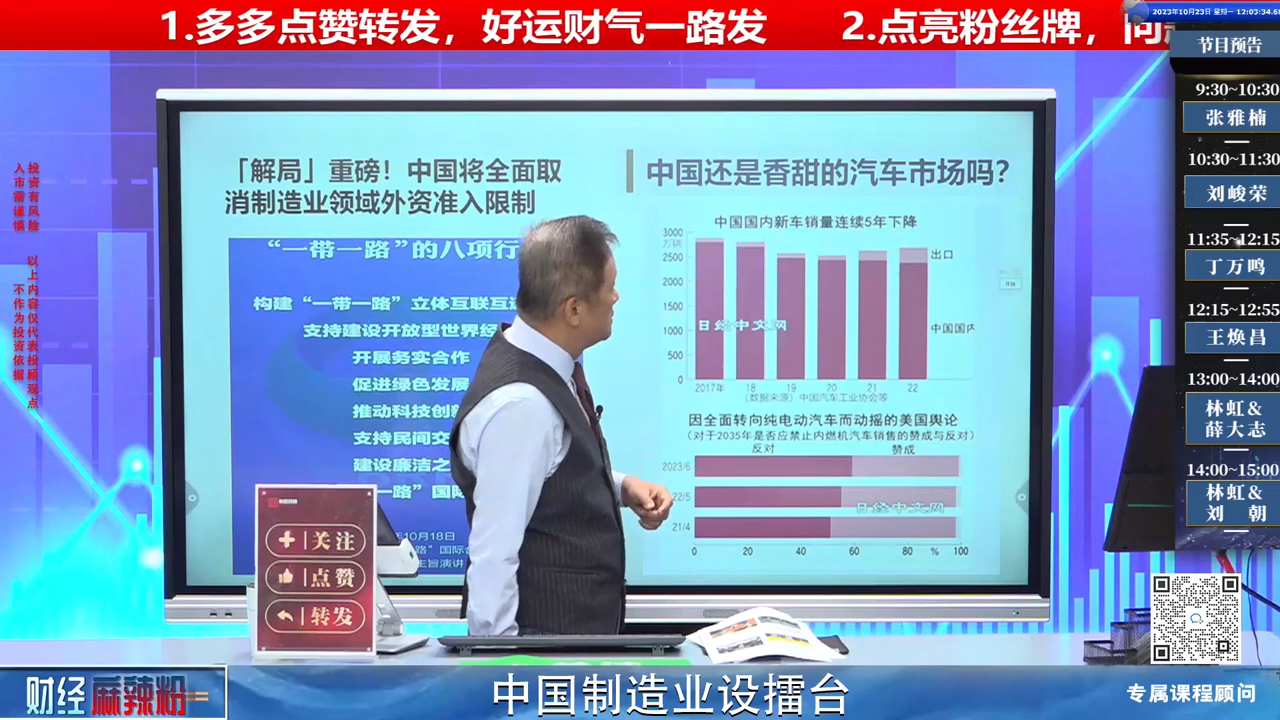 1.多多点赞转发，好运财气一路发 2.点亮粉丝牌，问
2023年10月23日 星期一 12:03:34
节目预告
9:30~10:30
张雅楠
10:30~11:30
刘峻荣
11:35~12:15
丁万鸣
12:15~12:55
王焕昌
13:00~14:00
林虹&
薛大志
14:00~15:00
林虹&
刘 朝
投资有风险
入市需谨慎
以上内容仅代表投顾观点
不作为投资依据
「解局」重磅！中国将全面取
消制造业领域外资准入限制
“一带一路”的八项行
构建“一带一路”立体互联互通
支持建设开放型世界经
开展务实合作
促进绿色发展
推动科技创新
支持民间交
建设廉洁之
一路”国际
年10月18日
路”国际合
主旨演讲
中国还是香甜的汽车市场吗？
中国国内新车销量连续5年下降
3000
万辆
2500
2000
1500
1000
500
0
出口
中国国内
日经中文网
2017年 18 19 20 21 22
（数据来源）中国汽车工业协会等
因全面转向纯电动汽车而动摇的美国舆论
（对于2035年是否应禁止内燃机汽车销售的赞成与反对）
反对 赞成
2023/6
22/5
21/4
日经中文网
0 20 40 60 80 % 100
关注
点赞
转发
财经麻辣粉
中国制造业设擂台
专属课程顾问